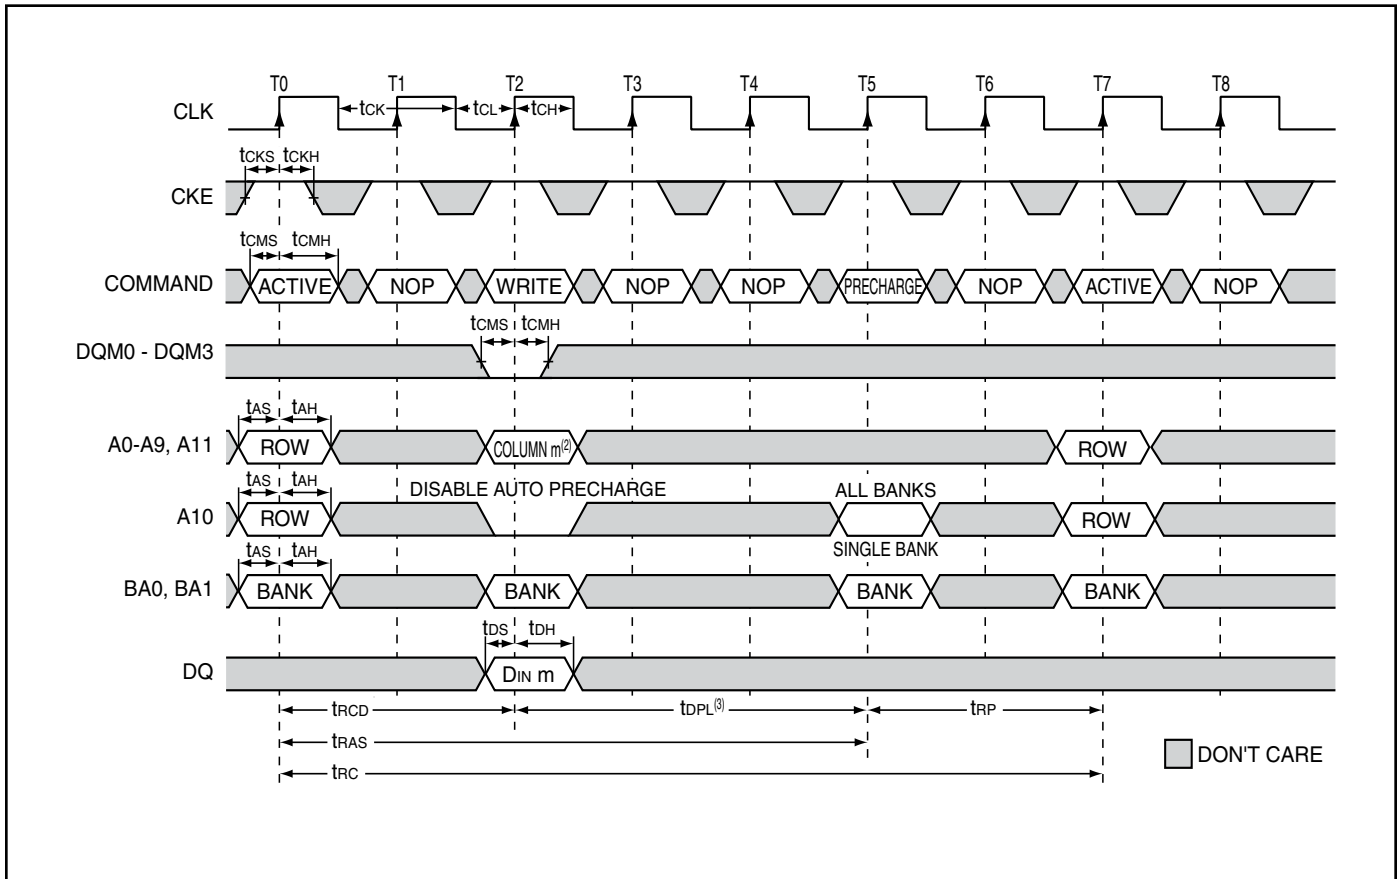 T0 T1 T2 T3 T4 T5 T6 T7 T8
CLK tCK tCL tCH
tCKS tCKH
CKE
tCMS tCMH
COMMAND ACTIVE NOP WRITE NOP NOP PRECHARGE NOP ACTIVE NOP
tCMS tCMH
DQM0 - DQM3
tAS tAH
A0-A9, A11 ROW COLUMN m(2) ROW
tAS tAH DISABLE AUTO PRECHARGE ALL BANKS
A10 ROW ROW
tAS tAH SINGLE BANK
BA0, BA1 BANK BANK BANK BANK
tDS tDH
DQ DIN m
tRCD tDPL(3) tRP
tRAS
tRC
DON'T CARE